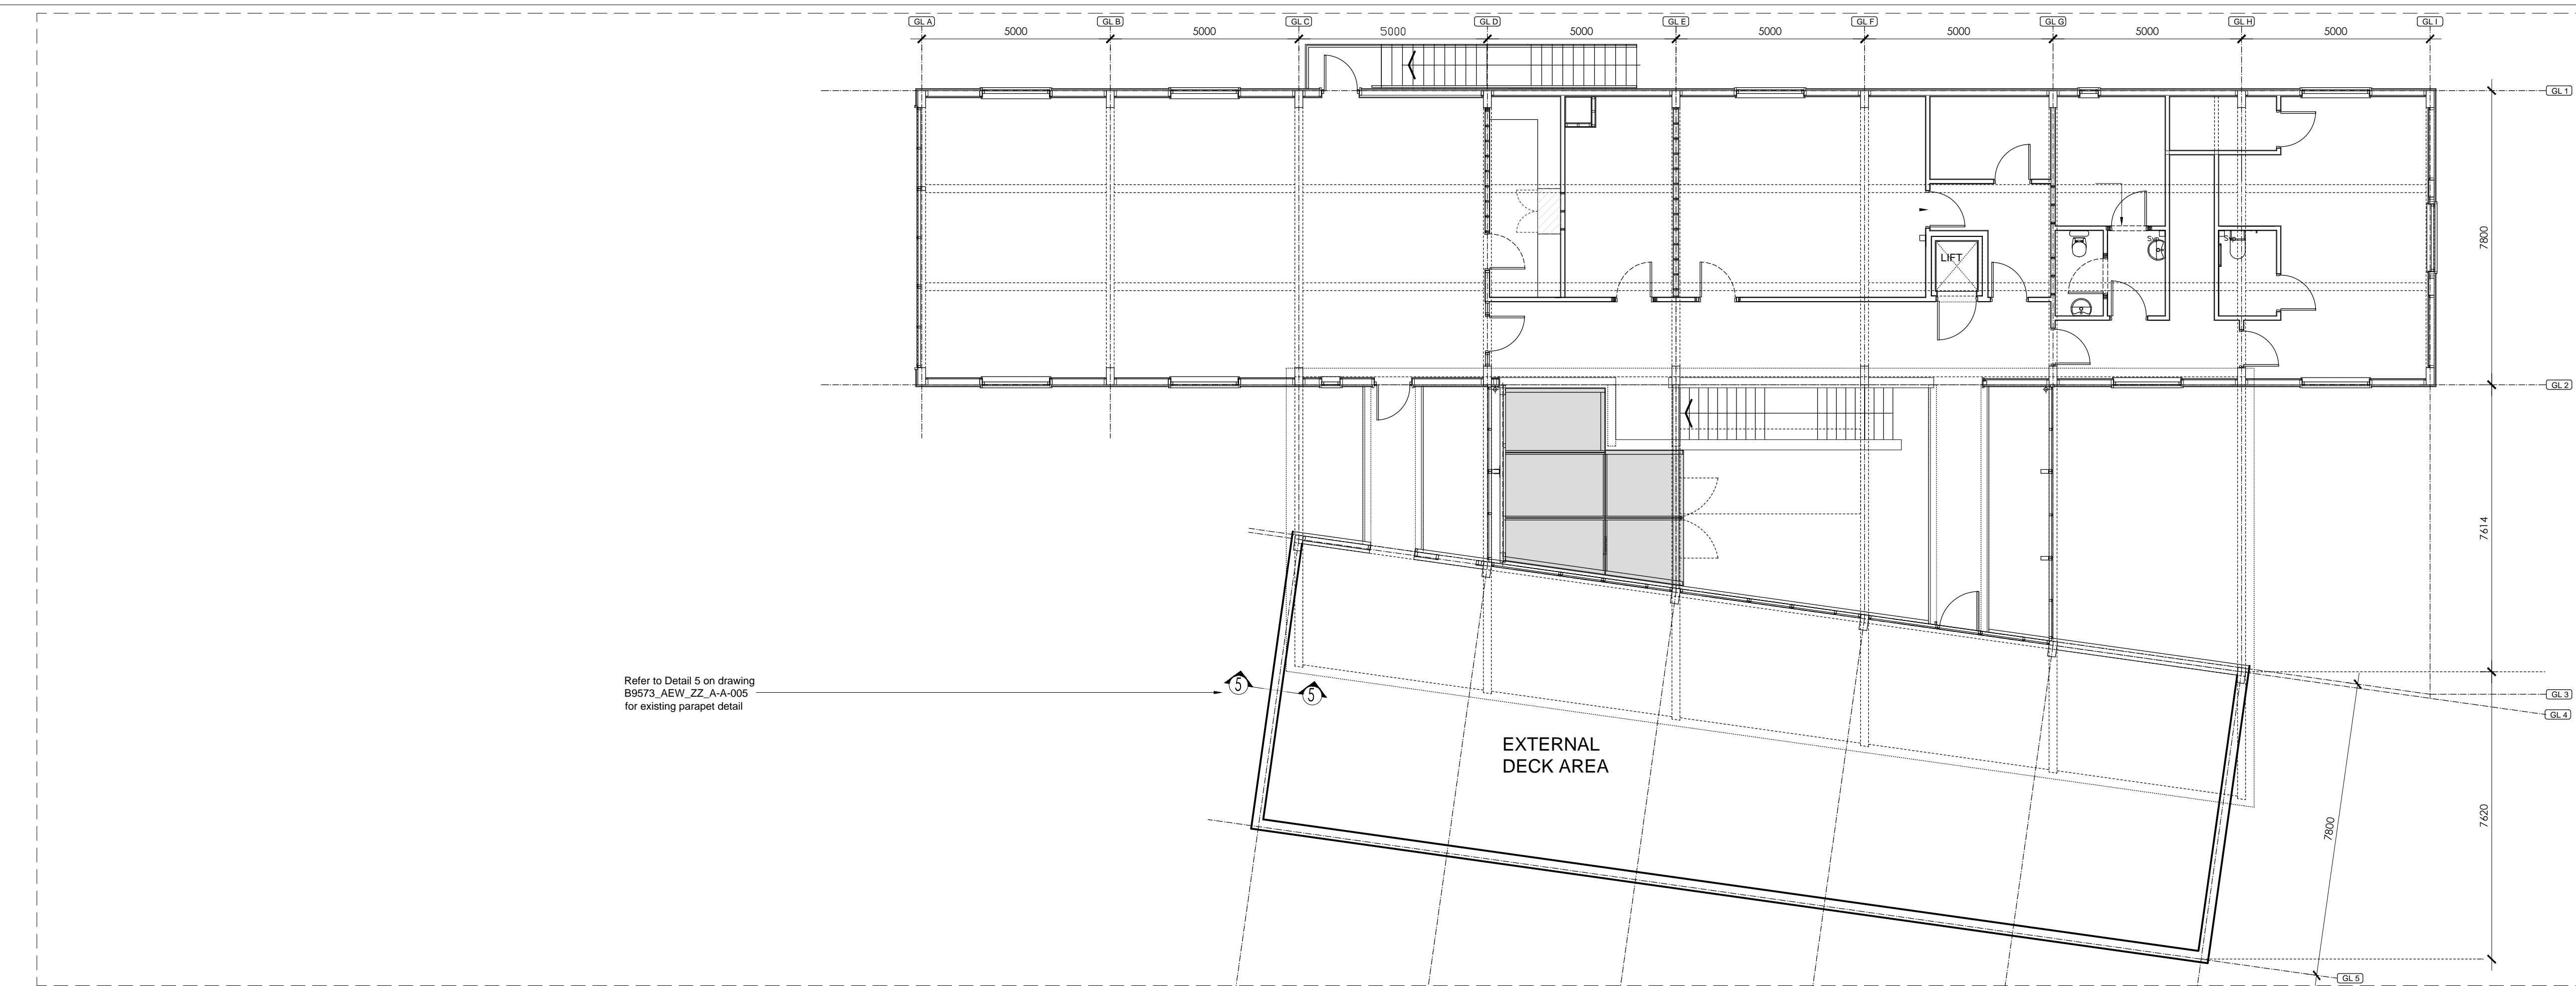 GL A
GL B
GL C
GL D
GL E
GL F
GL G
GL H
GL I
5000
5000
5000
5000
5000
5000
5000
5000
GL 1
7800
LIFT
Svp
Svp
GL 2
7614
Refer to Detail 5 on drawing
B9573_AEW_ZZ_A-A-005
for existing parapet detail
5
5
GL 3
GL 4
EXTERNAL
DECK AREA
7800
7620
GL 5